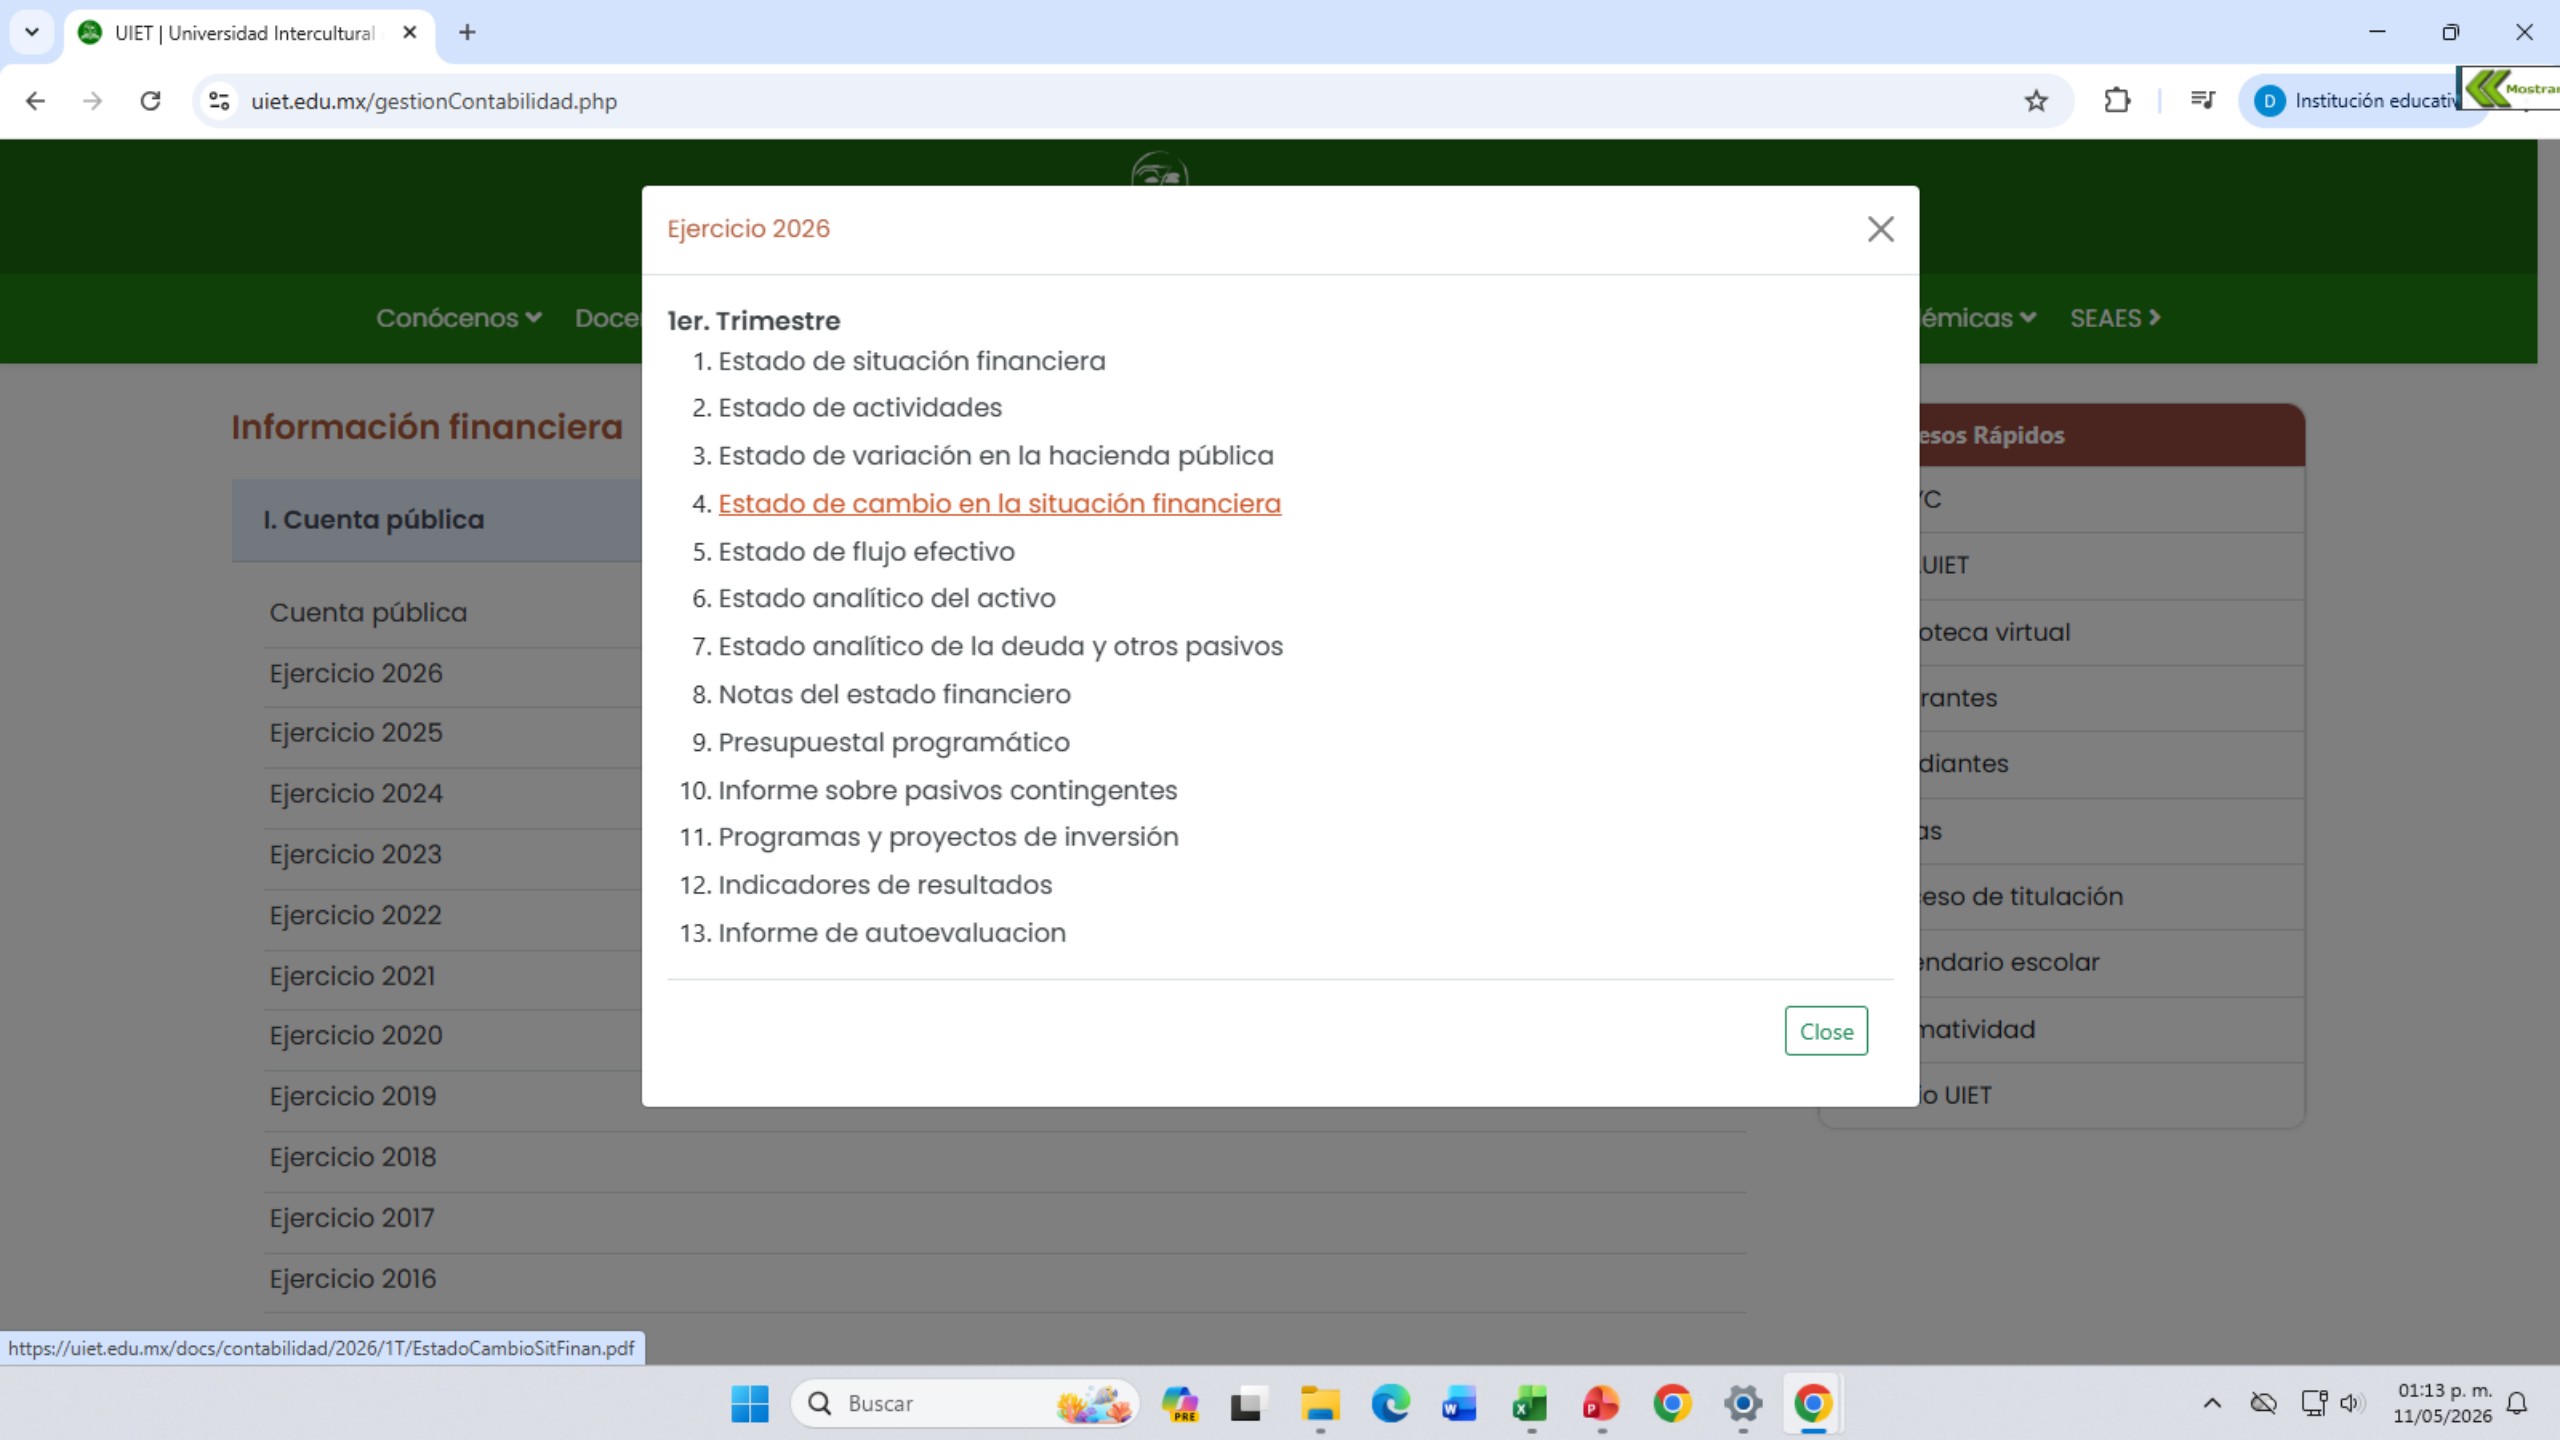 UIET | Universidad Intercultural
uiet.edu.mx/gestionContabilidad.php
D Institución educativ
Mostrar
Conócenos
Doce
émicas
SEAES
Ejercicio 2026
1er. Trimestre
1. Estado de situación financiera
2. Estado de actividades
3. Estado de variación en la hacienda pública
4. Estado de cambio en la situación financiera
5. Estado de flujo efectivo
6. Estado analítico del activo
7. Estado analítico de la deuda y otros pasivos
8. Notas del estado financiero
9. Presupuestal programático
10. Informe sobre pasivos contingentes
11. Programas y proyectos de inversión
12. Indicadores de resultados
13. Informe de autoevaluacion
Close
Información financiera
I. Cuenta pública
Cuenta pública
Ejercicio 2026
Ejercicio 2025
Ejercicio 2024
Ejercicio 2023
Ejercicio 2022
Ejercicio 2021
Ejercicio 2020
Ejercicio 2019
Ejercicio 2018
Ejercicio 2017
Ejercicio 2016
esos Rápidos
C
UIET
oteca virtual
rantes
diantes
as
eso de titulación
endario escolar
matividad
io UIET
https://uiet.edu.mx/docs/contabilidad/2026/1T/EstadoCambioSitFinan.pdf
Buscar
PRE
01:13 p. m.
11/05/2026